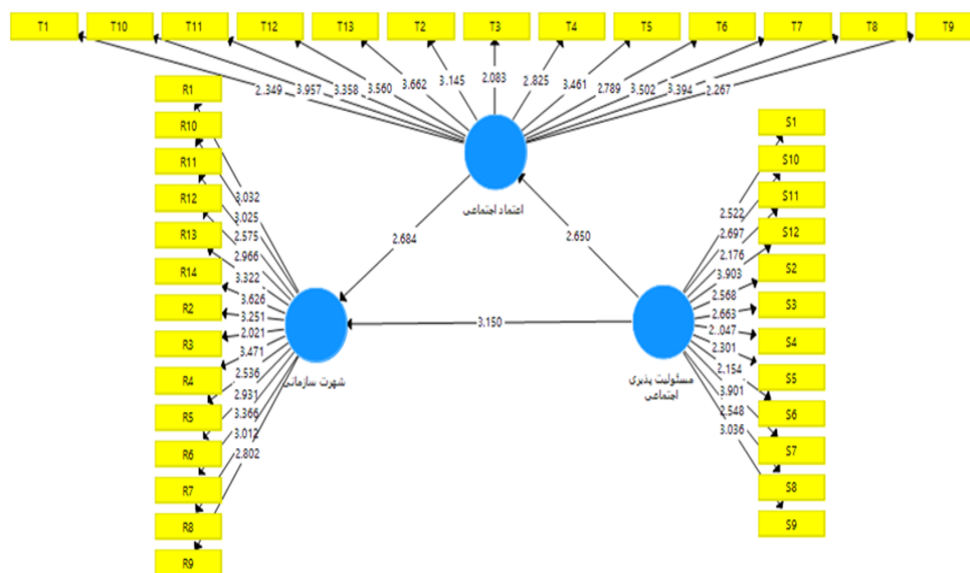 T1 T10 T11 T12 T13 T2 T3 T4 T5 T6 T7 T8 T9
2.349 3.957 3.358 3.560 3.662 3.145 2.083 2.825 3.461 2.789 3.502 3.394 2.267
R1
R10
R11
R12
R13
R14
R2
R3
R4
R5
R6
R7
R8
R9
3.032
3.025
2.575
2.966
3.322
3.626
3.251
2.021
3.471
2.536
2.931
3.366
3.012
2.802
اعتماد اجتماعی
2.684
2.650
3.150
شهرت سازمانی
مسئولیت پذیری
اجتماعی
2.522
2.697
2.176
3.903
2.568
2.663
2.047
2.301
2.154
3.901
2.548
3.036
S1
S10
S11
S12
S2
S3
S4
S5
S6
S7
S8
S9